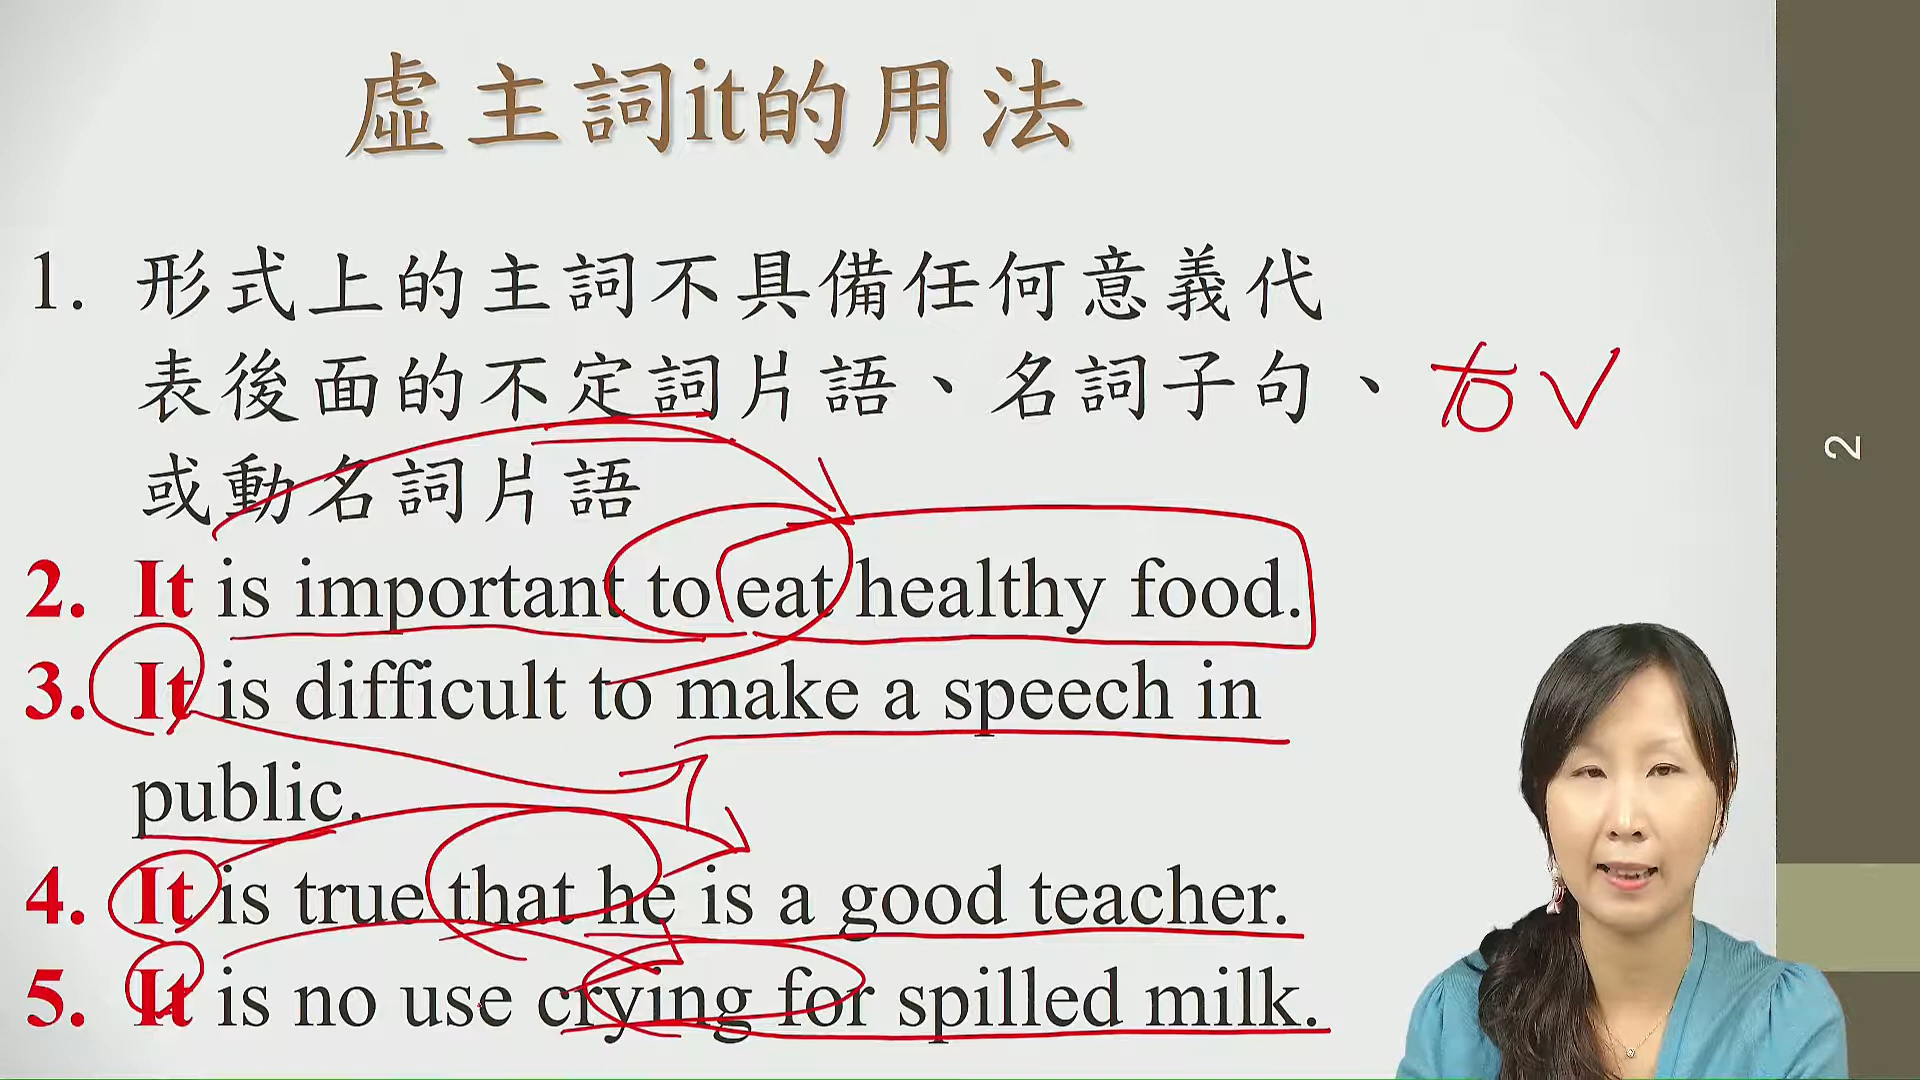 虛主詞it的用法
1. 形式上的主詞不具備任何意義代
表後面的不定詞片語、名詞子句、 to V
或動名詞片語
2. It is important to eat healthy food.
3. It is difficult to make a speech in
public.
4. It is true that he is a good teacher.
5. It is no use crying for spilled milk.
2